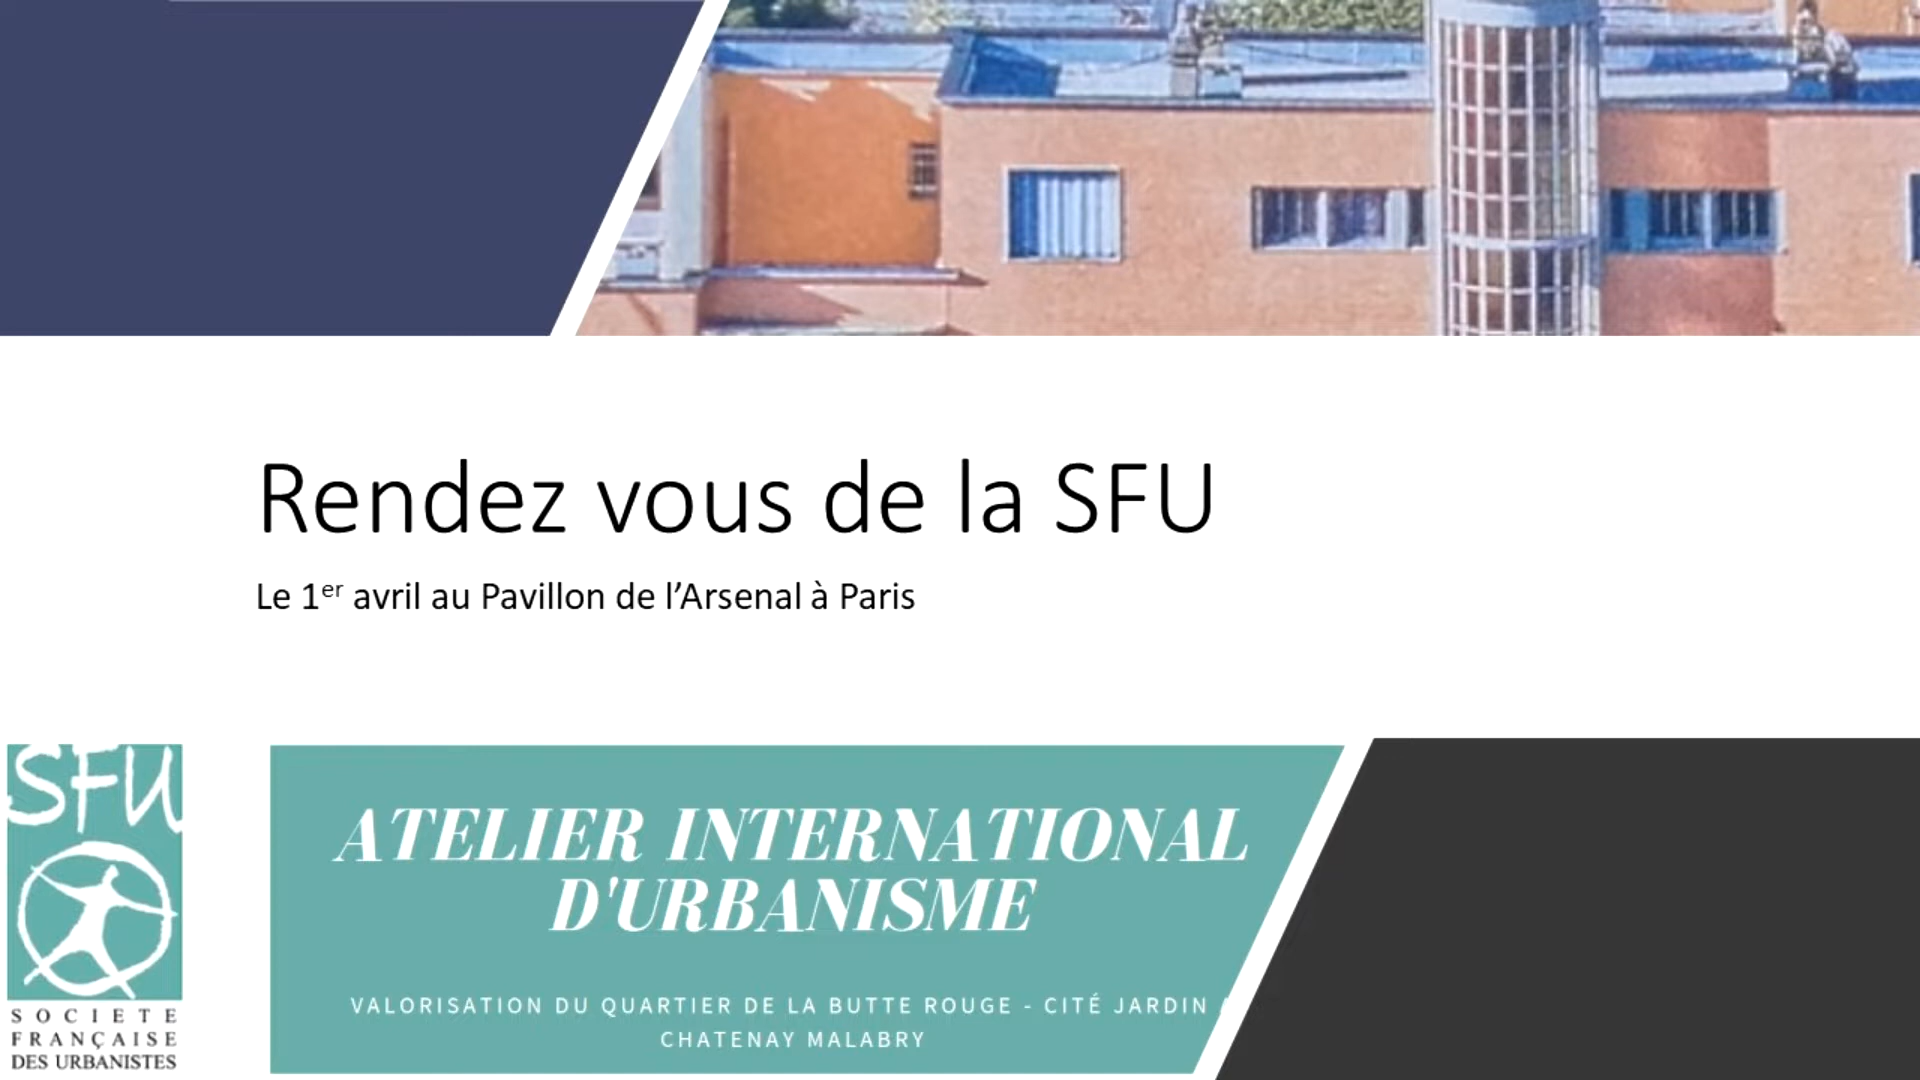 Rendez vous de la SFU
Le 1er avril au Pavillon de l’Arsenal à Paris
SFU
SOCIETE
FRANÇAISE
DES URBANISTES
ATELIER INTERNATIONAL
D'URBANISME
VALORISATION DU QUARTIER DE LA BUTTE ROUGE - CITÉ JARDIN
CHATENAY MALABRY